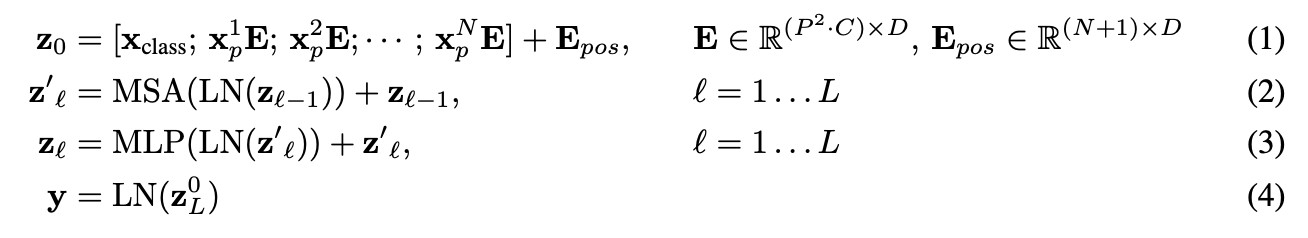 z₀ = [x_class; x_p^1 E; x_p^2 E; ⋯ ; x_p^N E] + E_pos, E ∈ ℝ^{(P²·C)×D}, E_pos ∈ ℝ^{(N+1)×D} (1)
z′_ℓ = MSA(LN(z_{ℓ−1})) + z_{ℓ−1}, ℓ = 1…L (2)
z_ℓ = MLP(LN(z′_ℓ)) + z′_ℓ, ℓ = 1…L (3)
y = LN(z_L^0) (4)